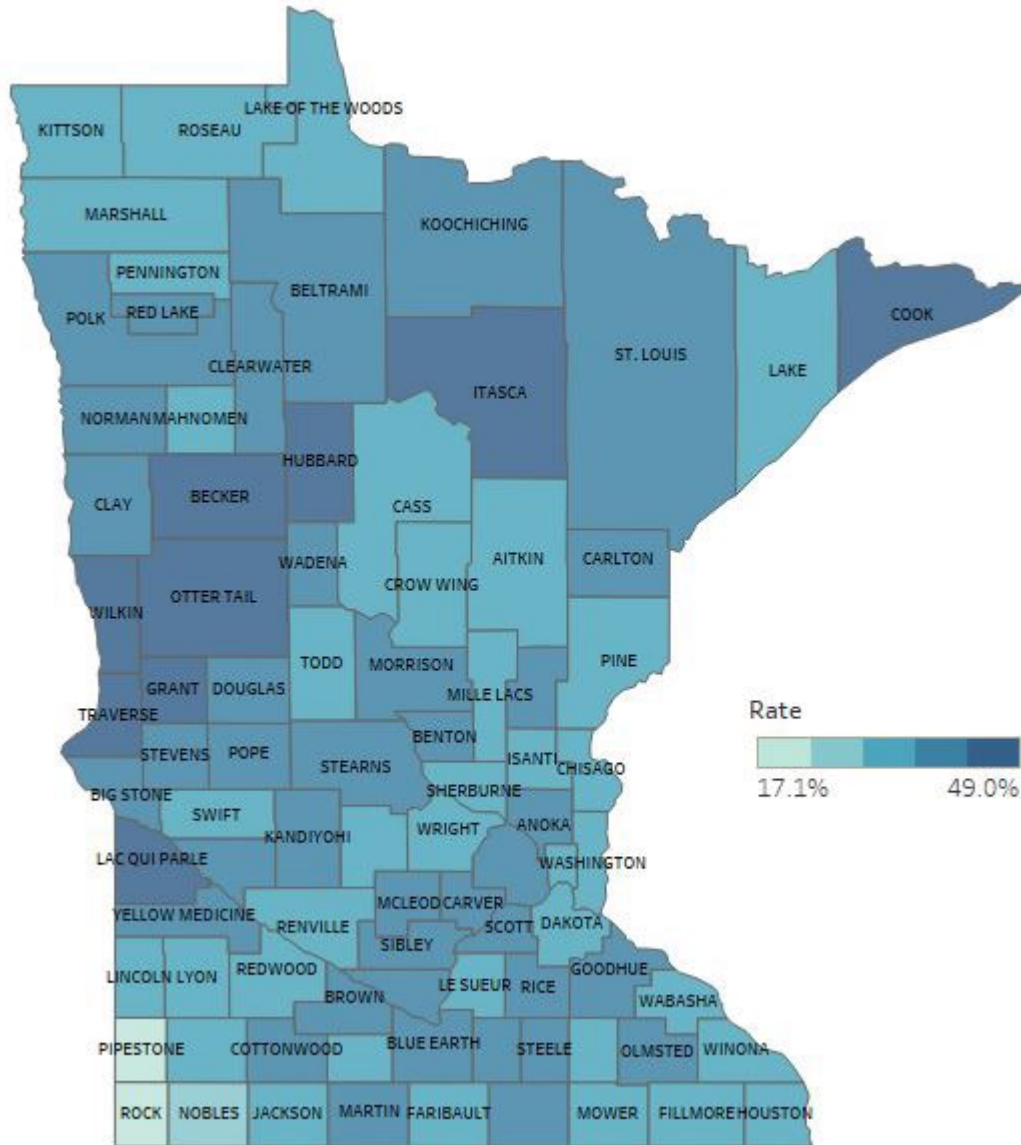 LAKE OF THE WOODS
KITTSON
ROSEAU
MARSHALL
KOOCHICHING
PENNINGTON
BELTRAMI
RED LAKE
POLK
COOK
ST. LOUIS
CLEARWATER
LAKE
ITASCA
NORMAN
MAHNOMEN
HUBBARD
BECKER
CLAY
CASS
WADENA
AITKIN
CARLTON
CROW WING
OTTER TAIL
WILKIN
TODD
MORRISON
PINE
GRANT
DOUGLAS
MILLE LACS
TRAVERSE
BENTON
STEVENS
POPE
ISANTI
STEARNS
CHISAGO
BIG STONE
SHERBURNE
SWIFT
ANOKA
WRIGHT
KANDIYOHI
LAC QUI PARLE
WASHINGTON
MCLEOD
CARVER
YELLOW MEDICINE
RENVILLE
SCOTT
DAKOTA
SIBLEY
REDWOOD
GOODHUE
LINCOLN
LYON
LE SUEUR
RICE
BROWN
WABASHA
BLUE EARTH
PIPESTONE
COTTONWOOD
STEELE
OLMSTED
WINONA
ROCK
NOBLES
JACKSON
MARTIN
FARIBAULT
MOWER
FILLMORE
HOUSTON
Rate
17.1%
49.0%